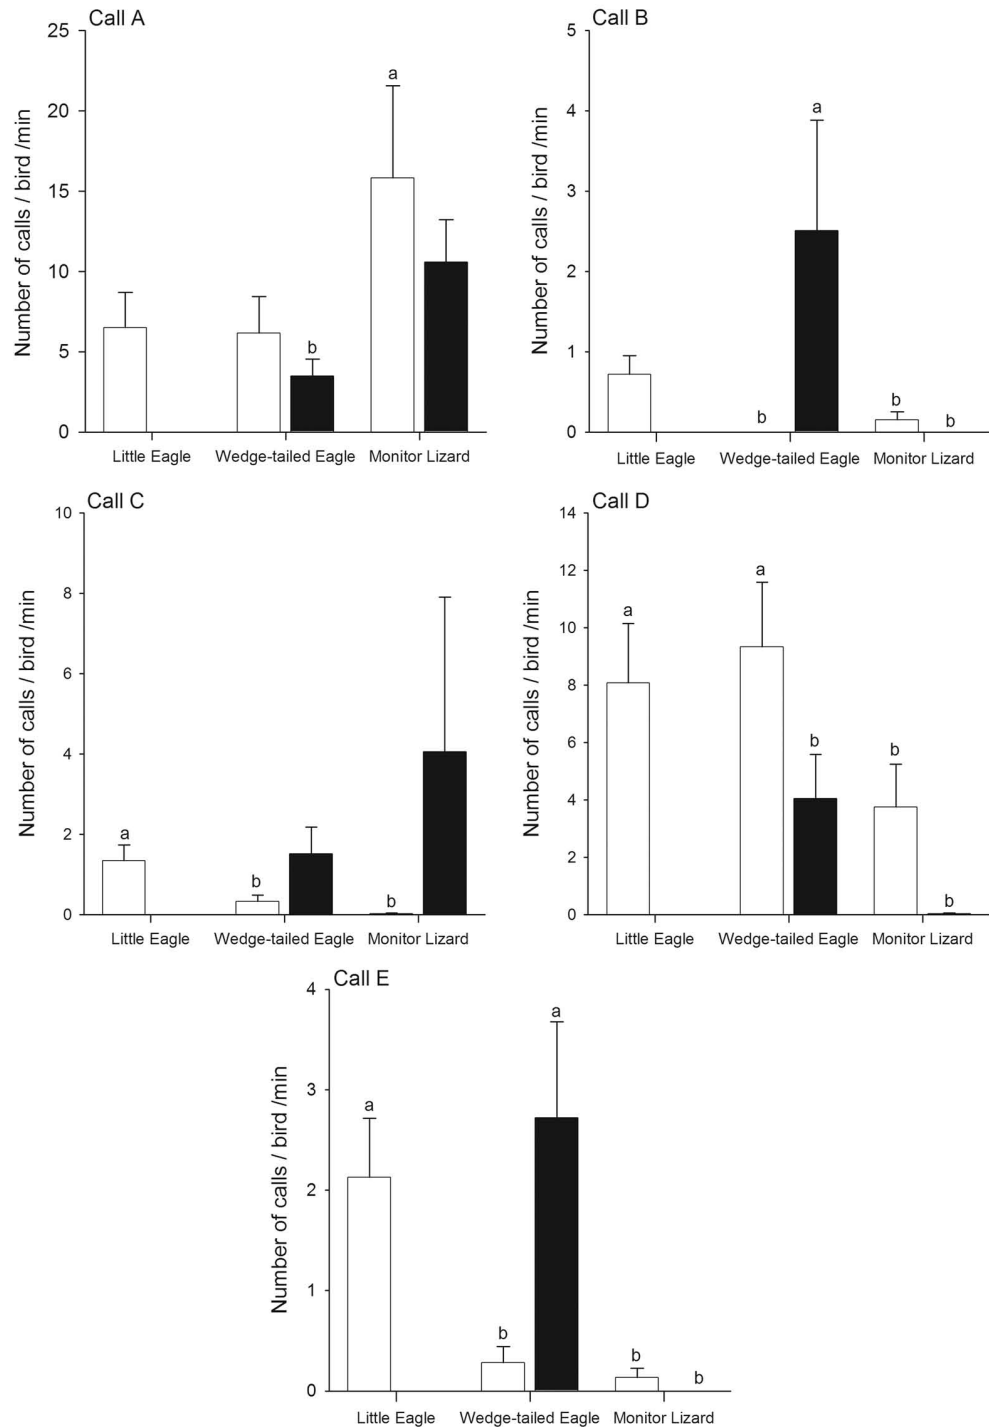 Call A
Number of calls / bird /min
25
20
15
10
5
0
a
b
Little Eagle Wedge-tailed Eagle Monitor Lizard
Call B
Number of calls / bird /min
5
4
3
2
1
0
a
b
b
b
Little Eagle Wedge-tailed Eagle Monitor Lizard
Call C
Number of calls / bird /min
10
8
6
4
2
0
a
b
b
Little Eagle Wedge-tailed Eagle Monitor Lizard
Call D
Number of calls / bird /min
14
12
10
8
6
4
2
0
a
a
b
b
b
Little Eagle Wedge-tailed Eagle Monitor Lizard
Call E
Number of calls / bird /min
4
3
2
1
0
a
a
b
b
b
Little Eagle Wedge-tailed Eagle Monitor Lizard